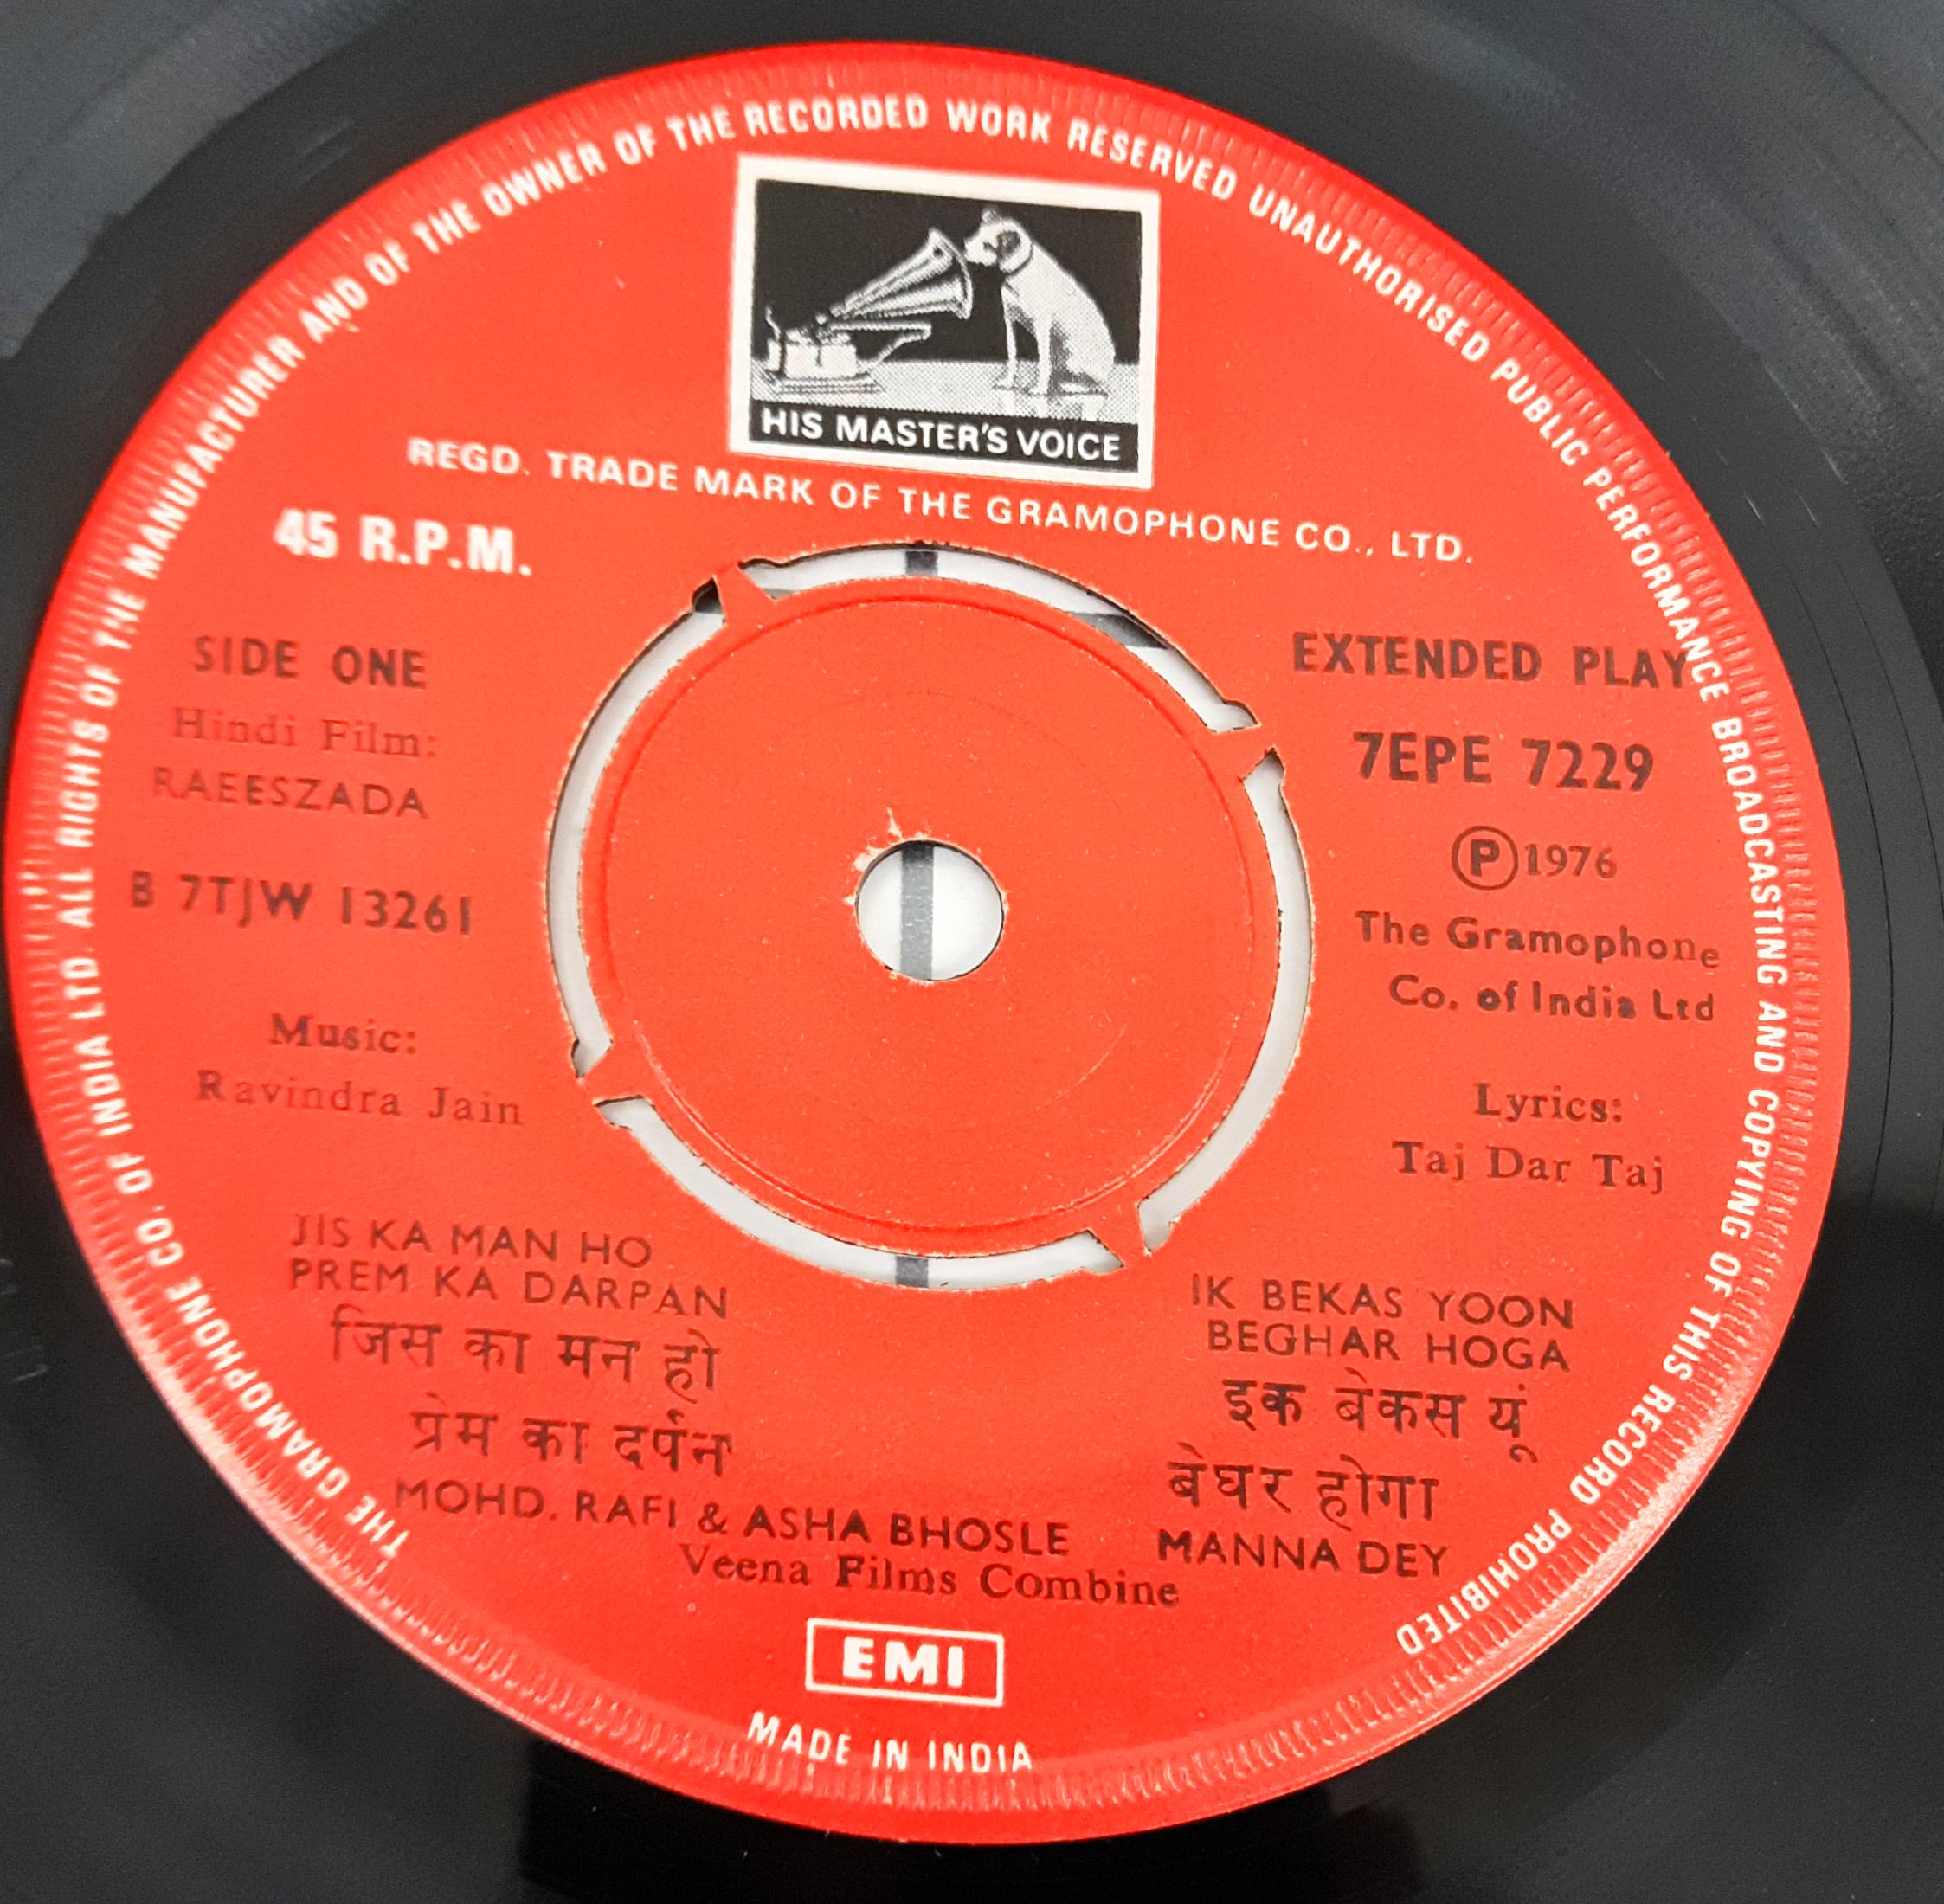 THE GRAMOPHONE CO. OF INDIA LTD. ALL RIGHTS OF THE MANUFACTURER AND OF THE OWNER OF THE RECORDED WORK RESERVED UNAUTHORISED PUBLIC PERFORMANCE BROADCASTING AND COPYING OF THIS RECORD PROHIBITED
HIS MASTER'S VOICE
REGD. TRADE MARK OF THE GRAMOPHONE CO., LTD.
45 R.P.M.
SIDE ONE
Hindi Film:
RAEESZADA
B 7TJW 13261
Music:
Ravindra Jain
EXTENDED PLAY
7EPE 7229
Ⓟ1976
The Gramophone
Co. of India Ltd
Lyrics:
Taj Dar Taj
JIS KA MAN HO
PREM KA DARPAN
जिस का मन हो
प्रेम का दर्पन
MOHD. RAFI & ASHA BHOSLE
IK BEKAS YOON
BEGHAR HOGA
इक बेकस यूं
बेघर होगा
MANNA DEY
Veena Films Combine
EMI
MADE IN INDIA